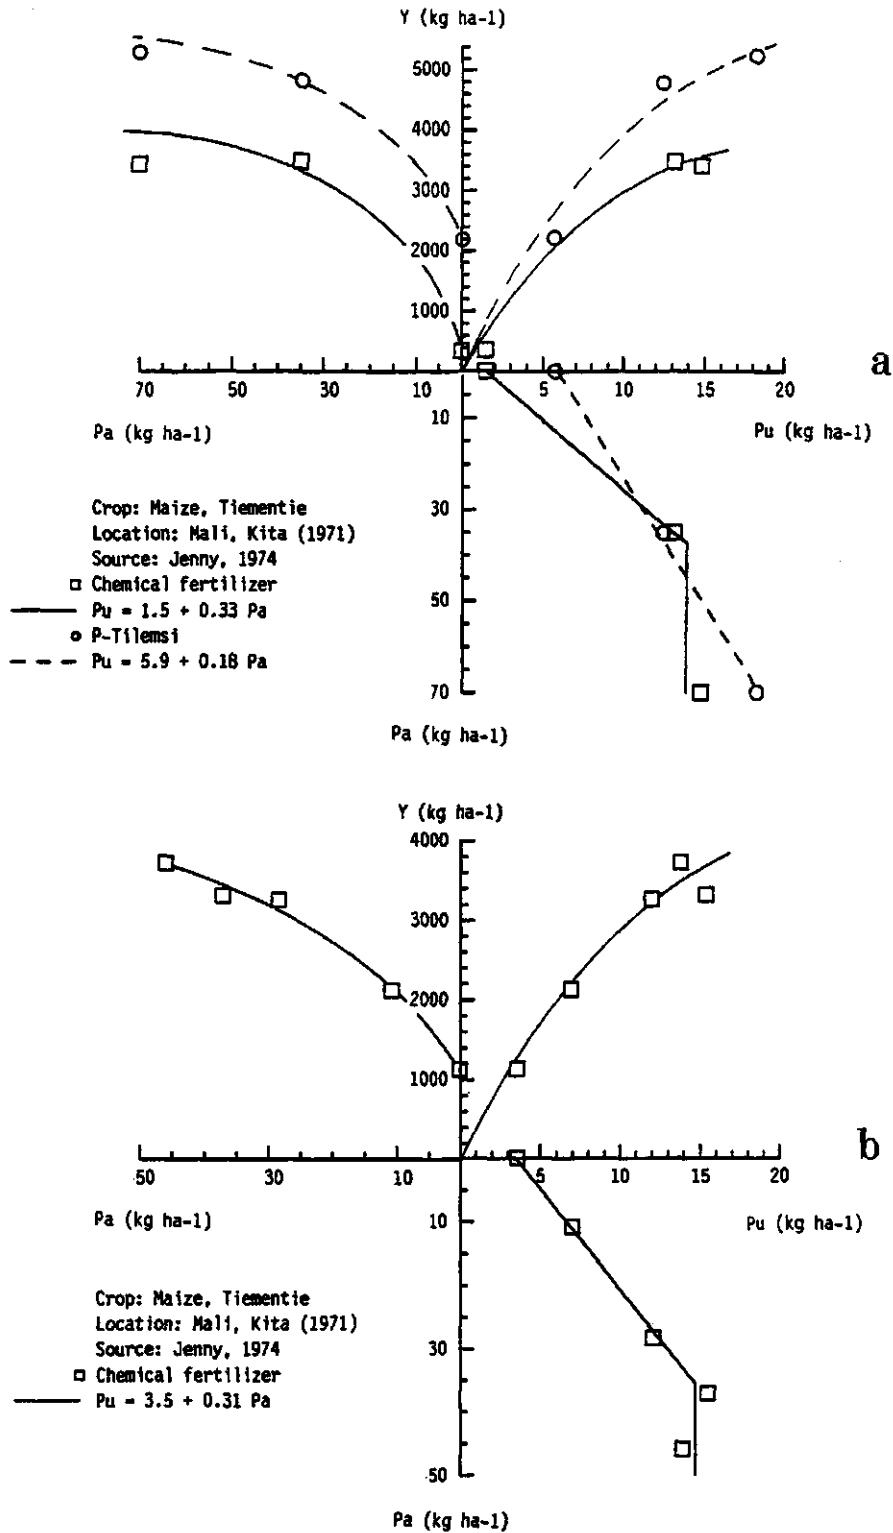 Y (kg ha-1)
5000
4000
3000
2000
1000
a
70 50 30 10 5 10 15 20
10
Pa (kg ha-1) Pu (kg ha-1)
Crop: Maize, Tiementie
30
Location: Mali, Kita (1971)
Source: Jenny, 1974
Chemical fertilizer
50
Pu = 1.5 + 0.33 Pa
P-Tilemsi
Pu = 5.9 + 0.18 Pa
70
Pa (kg ha-1)
Y (kg ha-1)
4000
3000
2000
1000
b
50 30 10 5 10 15 20
10
Pa (kg ha-1) Pu (kg ha-1)
Crop: Maize, Tiementie
Location: Mali, Kita (1971)
30
Source: Jenny, 1974
Chemical fertilizer
Pu = 3.5 + 0.31 Pa
50
Pa (kg ha-1)